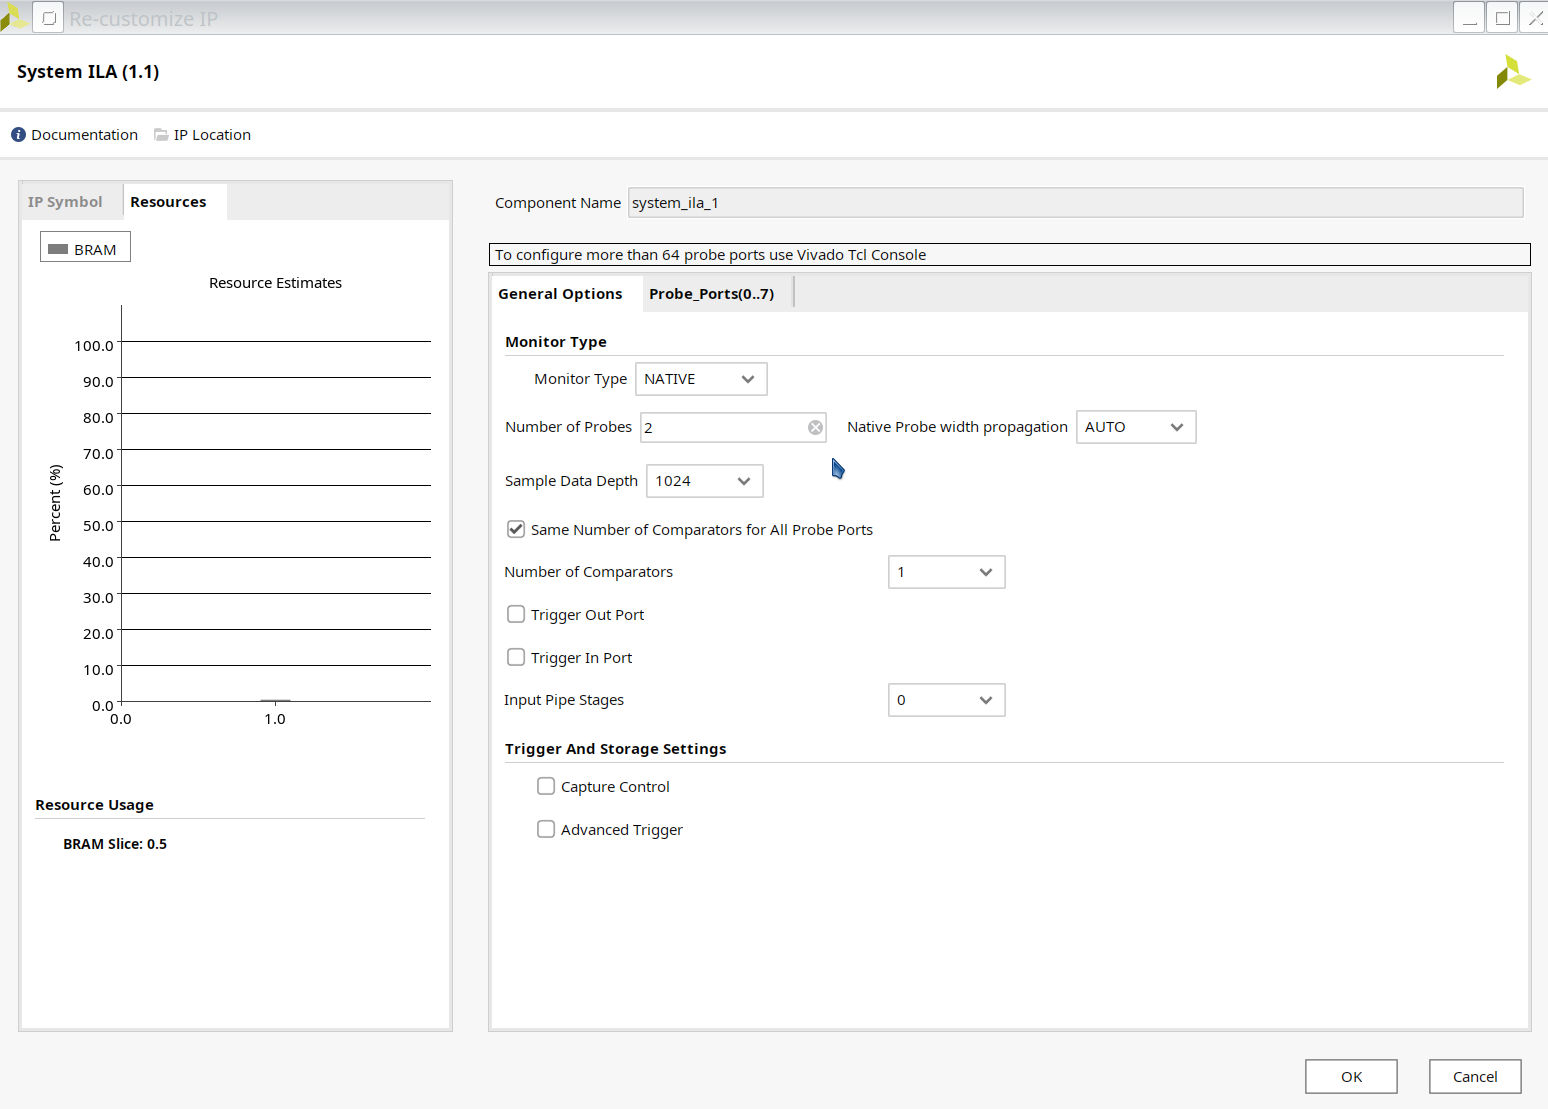 Re-customize IP
System ILA (1.1)
Documentation IP Location
IP Symbol Resources
BRAM
Resource Estimates
Percent (%)
100.0
90.0
80.0
70.0
60.0
50.0
40.0
30.0
20.0
10.0
0.0
0.0 1.0
Resource Usage
BRAM Slice: 0.5
Component Name system_ila_1
To configure more than 64 probe ports use Vivado Tcl Console
General Options Probe_Ports(0..7)
Monitor Type
Monitor Type NATIVE
Number of Probes 2 Native Probe width propagation AUTO
Sample Data Depth 1024
Same Number of Comparators for All Probe Ports
Number of Comparators 1
Trigger Out Port
Trigger In Port
Input Pipe Stages 0
Trigger And Storage Settings
Capture Control
Advanced Trigger
OK Cancel